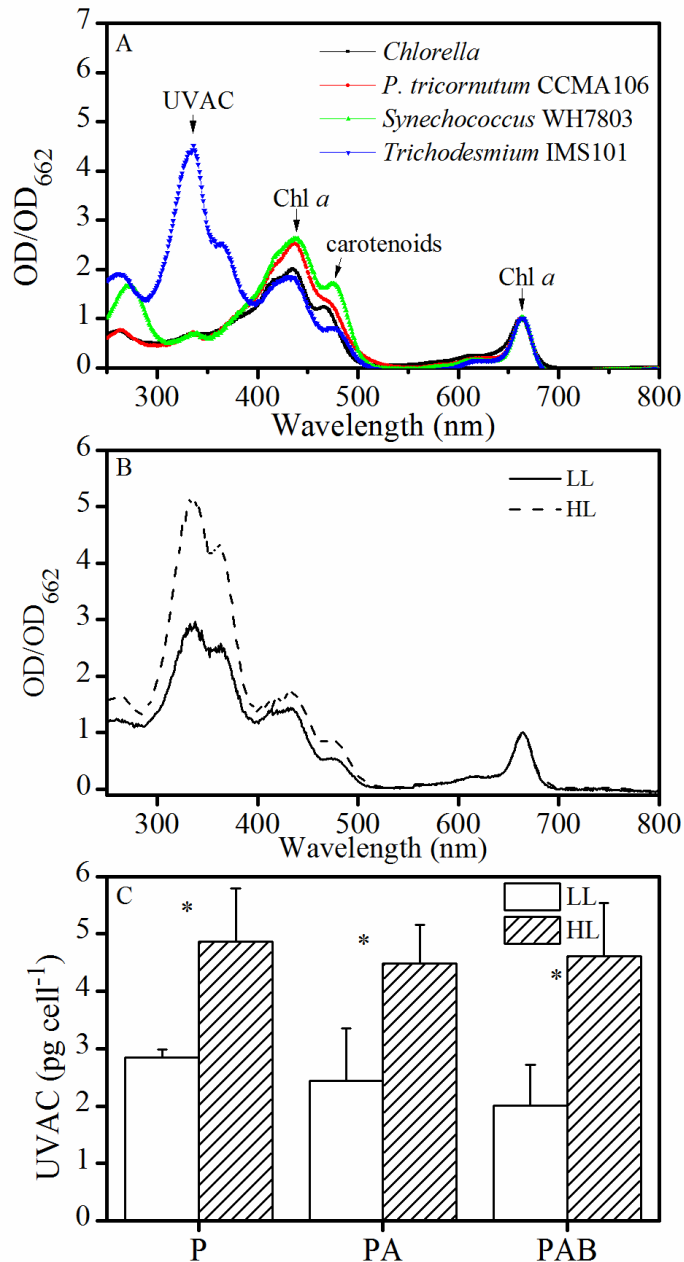 A
Chlorella
P. tricornutum CCMA106
Synechococcus WH7803
Trichodesmium IMS101
UVAC
Chl a
carotenoids
Chl a
7
6
5
4
3
2
1
0
OD/OD662
300 400 500 600 700 800
Wavelength (nm)
B
LL
HL
6
5
4
3
2
1
0
OD/OD662
300 400 500 600 700 800
Wavelength (nm)
C
LL
HL
* * *
6
5
4
3
2
1
0
UVAC (pg cell-1)
P PA PAB